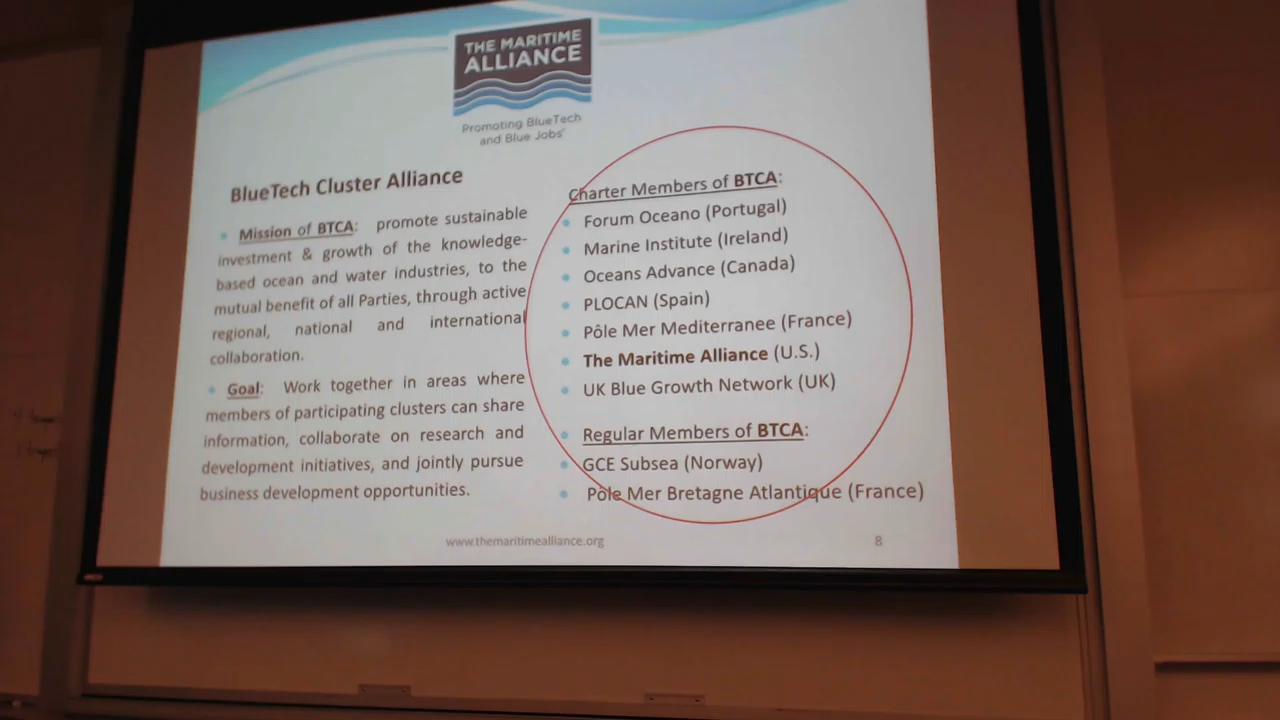 THE MARITIME
ALLIANCE
Promoting BlueTech
and Blue Jobs
BlueTech Cluster Alliance
• Mission of BTCA: promote sustainable
investment & growth of the knowledge-
based ocean and water industries, to the
mutual benefit of all Parties, through active
regional, national and international
collaboration.
• Goal: Work together in areas where
members of participating clusters can share
information, collaborate on research and
development initiatives, and jointly pursue
business development opportunities.
Charter Members of BTCA:
• Forum Oceano (Portugal)
• Marine Institute (Ireland)
• Oceans Advance (Canada)
• PLOCAN (Spain)
• Pôle Mer Mediterranee (France)
• The Maritime Alliance (U.S.)
• UK Blue Growth Network (UK)
• Regular Members of BTCA:
• GCE Subsea (Norway)
• Pôle Mer Bretagne Atlantique (France)
www.themaritimealliance.org
8